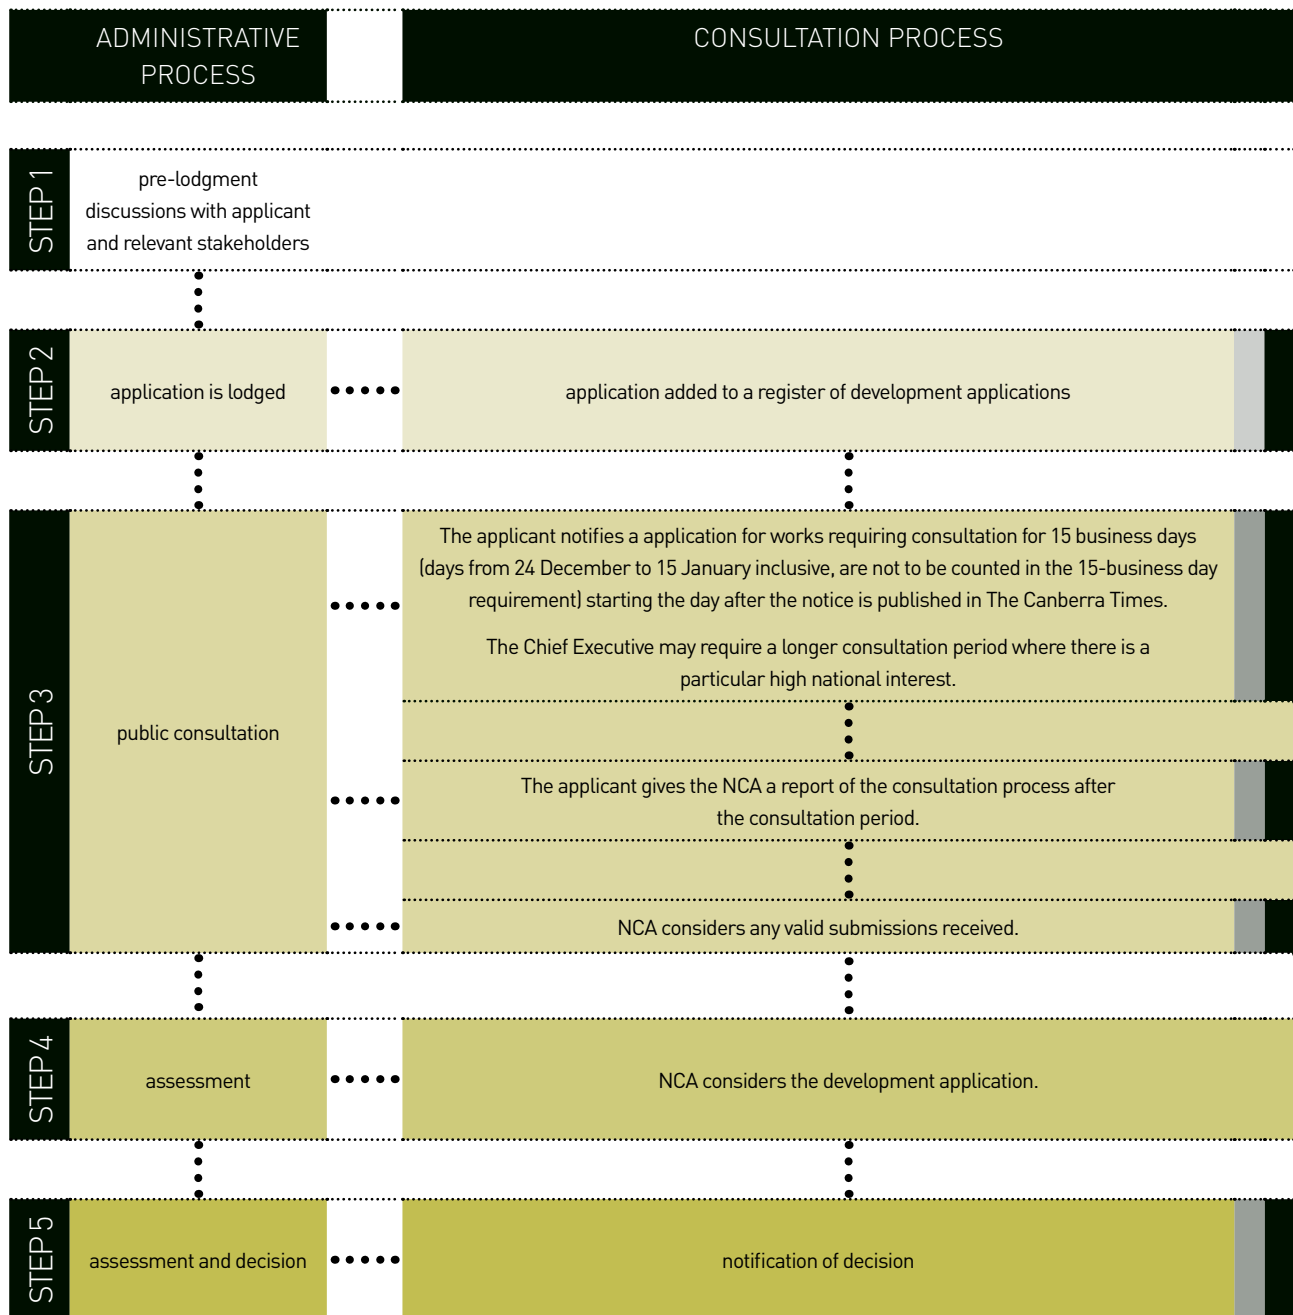 ADMINISTRATIVE
PROCESS
CONSULTATION PROCESS
STEP 1
pre-lodgment
discussions with applicant
and relevant stakeholders
STEP 2
application is lodged
application added to a register of development applications
STEP 3
public consultation
The applicant notifies a application for works requiring consultation for 15 business days
(days from 24 December to 15 January inclusive, are not to be counted in the 15-business day
requirement) starting the day after the notice is published in The Canberra Times.
The Chief Executive may require a longer consultation period where there is a
particular high national interest.
The applicant gives the NCA a report of the consultation process after
the consultation period.
NCA considers any valid submissions received.
STEP 4
assessment
NCA considers the development application.
STEP 5
assessment and decision
notification of decision